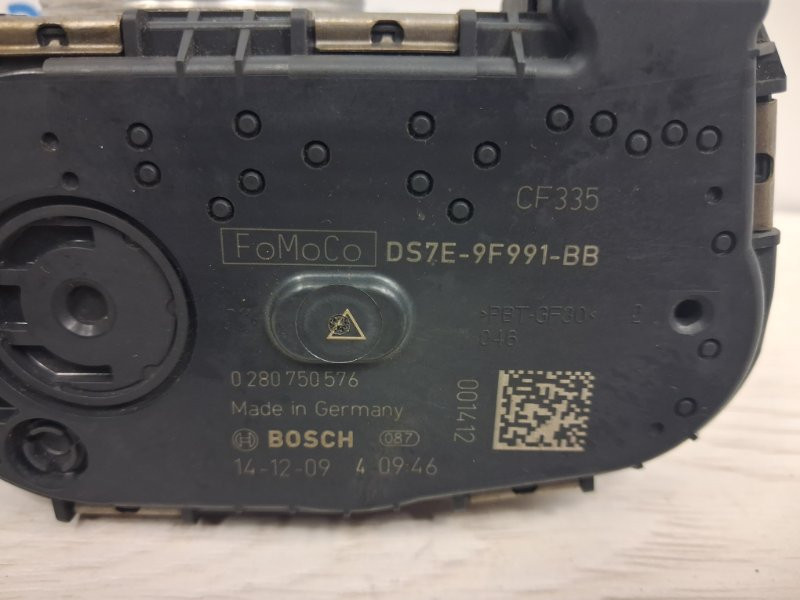 CF335
FoMoCo DS7E-9F991-BB
>PBT-GF30<
0 280 750 576
Made in Germany
001412
BOSCH 087
14-12-09 4 09:46